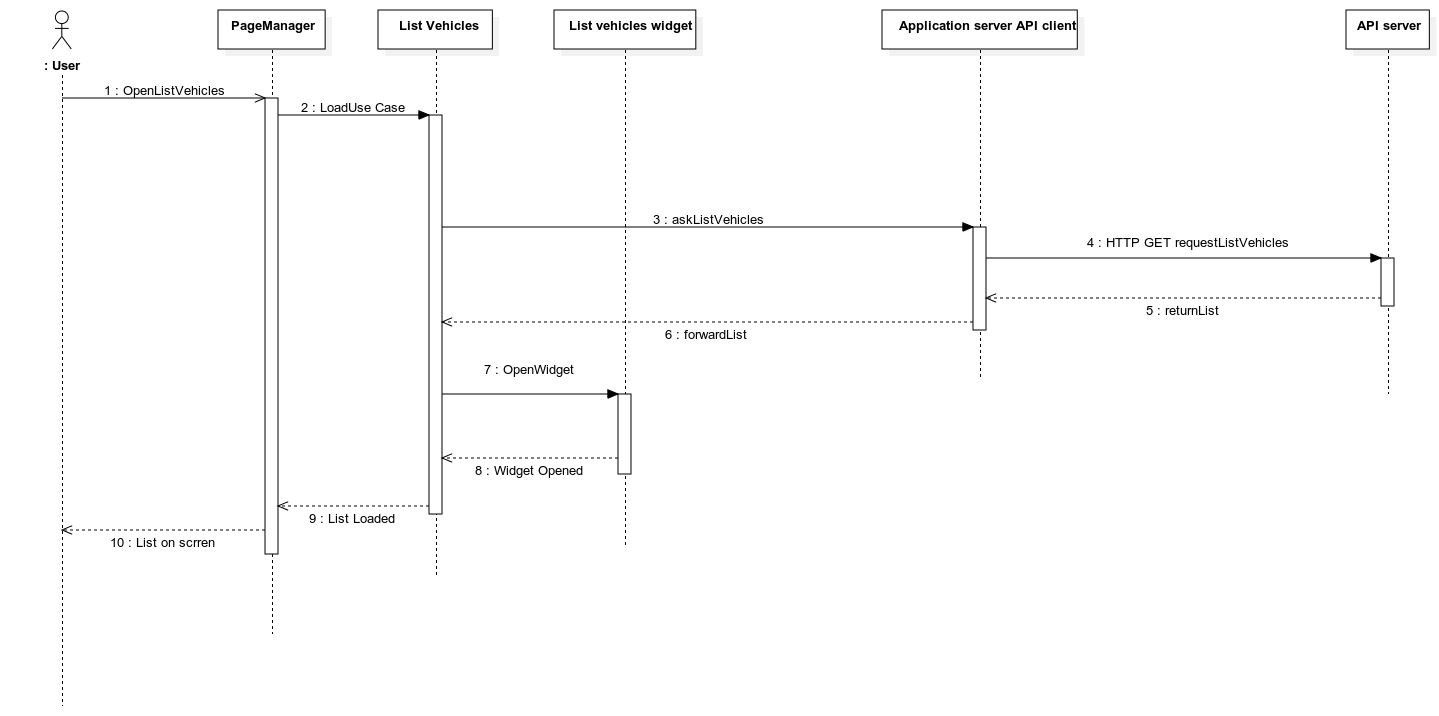 PageManager
List Vehicles
List vehicles widget
Application server API client
API server
: User
1 : OpenListVehicles
2 : LoadUse Case
3 : askListVehicles
4 : HTTP GET requestListVehicles
5 : returnList
6 : forwardList
7 : OpenWidget
8 : Widget Opened
9 : List Loaded
10 : List on scrren